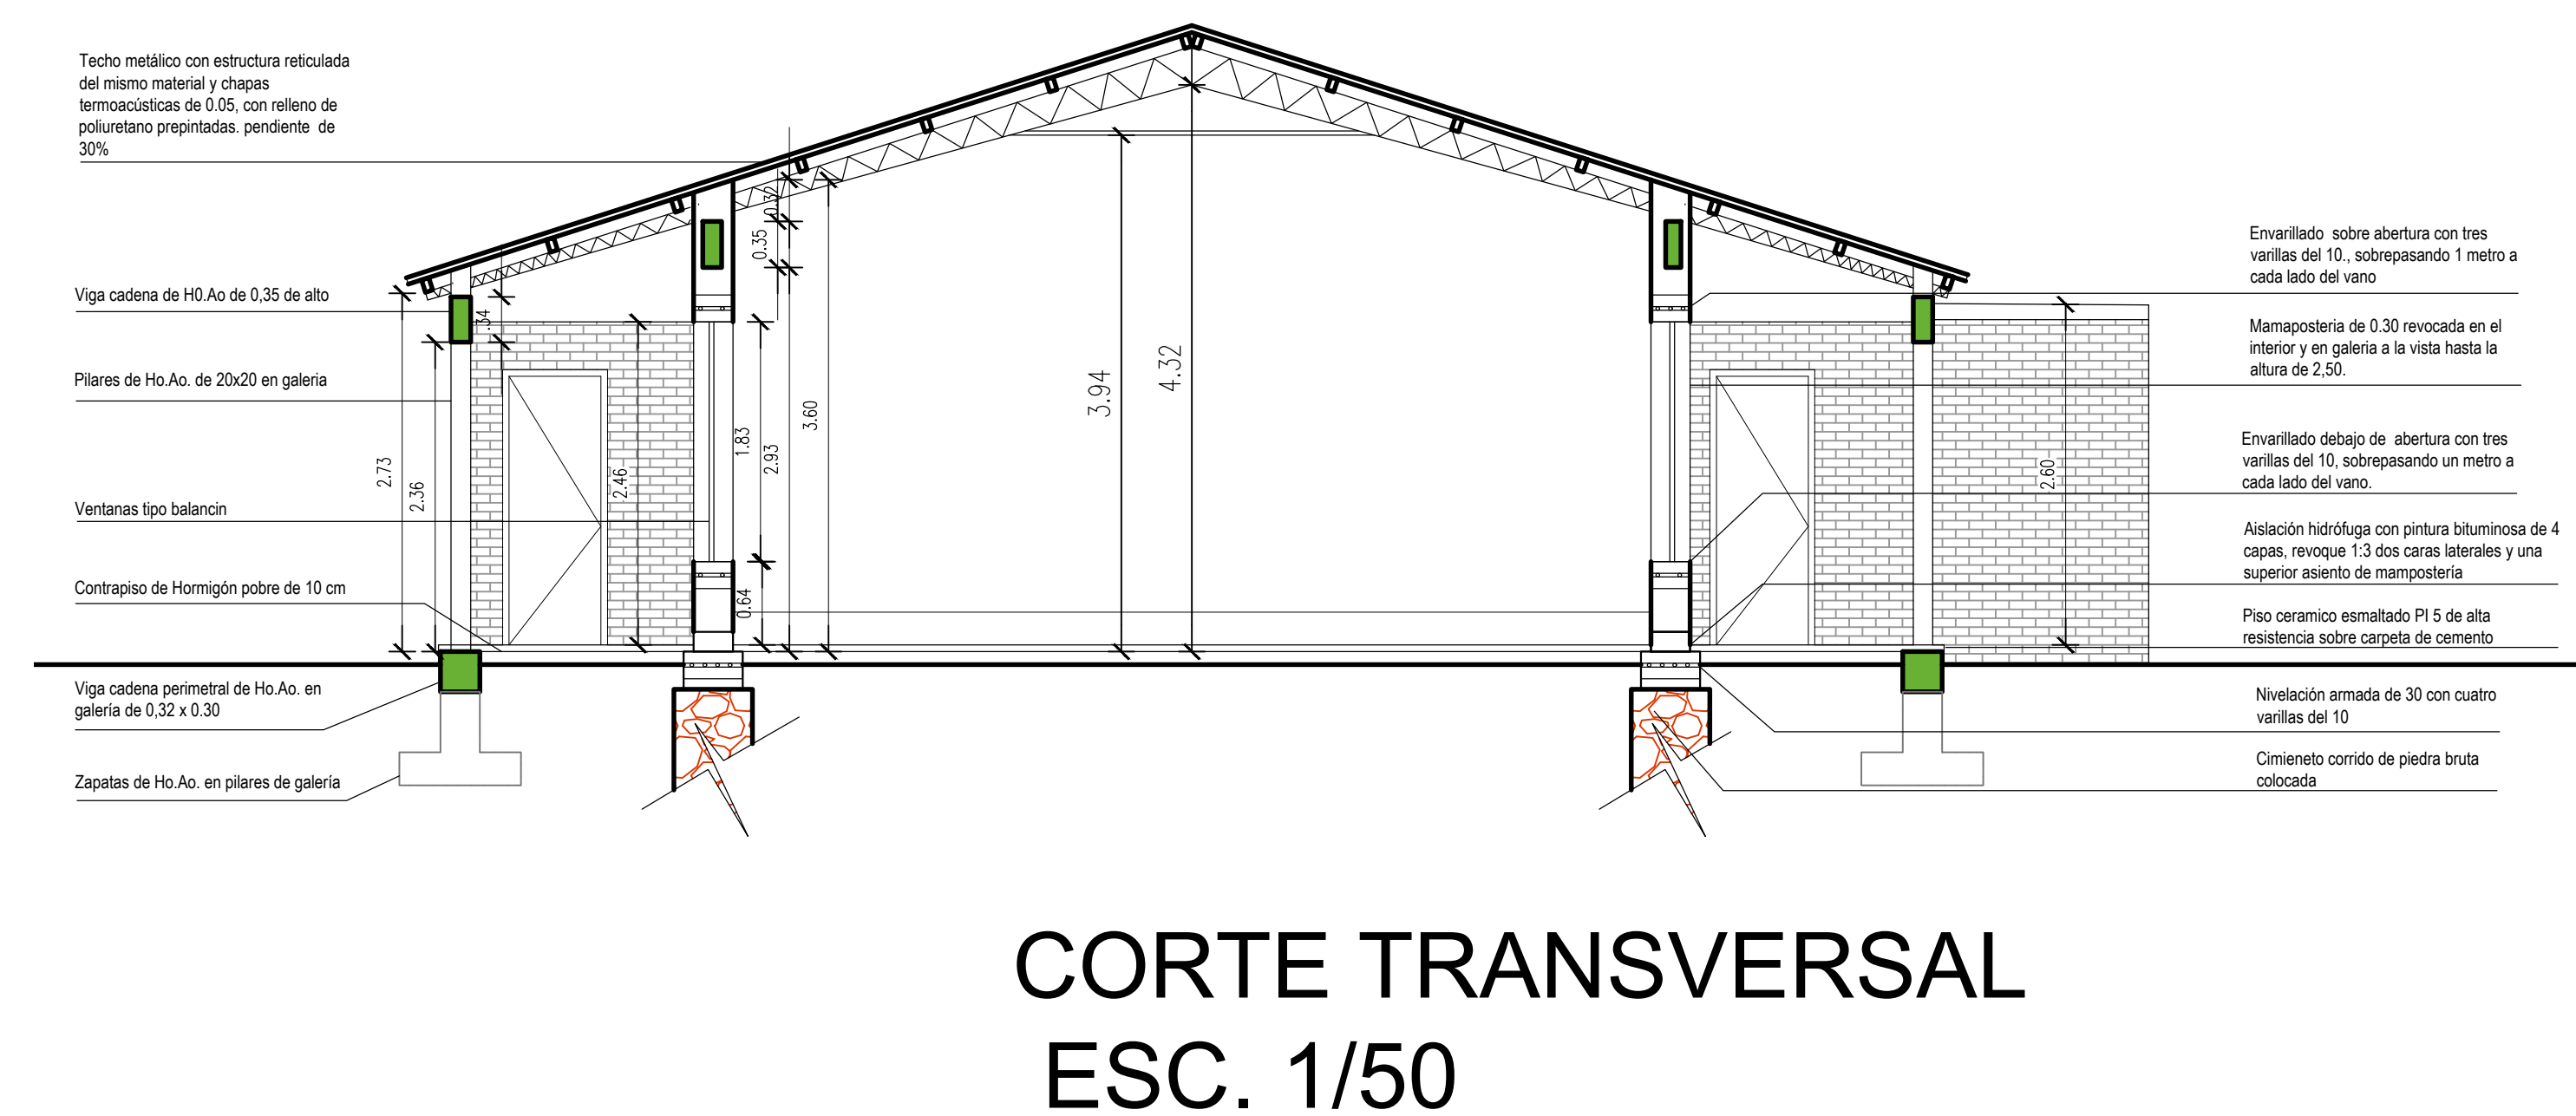 Techo metálico con estructura reticulada
del mismo material y chapas
termoacústicas de 0.05, con relleno de
poliuretano prepintadas. pendiente de
30%
Viga cadena de H0.Ao de 0,35 de alto
Pilares de Ho.Ao. de 20x20 en galeria
Ventanas tipo balancin
Contrapiso de Hormigón pobre de 10 cm
Viga cadena perimetral de Ho.Ao. en
galería de 0,32 x 0.30
Zapatas de Ho.Ao. en pilares de galería
2.73
2.36
.34
2.46
0.32
0.35
1.83
2.93
0.64
3.60
3.94
4.32
2.60
Envarillado sobre abertura con tres
varillas del 10., sobrepasando 1 metro a
cada lado del vano
Mamaposteria de 0.30 revocada en el
interior y en galeria a la vista hasta la
altura de 2,50.
Envarillado debajo de abertura con tres
varillas del 10, sobrepasando un metro a
cada lado del vano.
Aislación hidrófuga con pintura bituminosa de 4
capas, revoque 1:3 dos caras laterales y una
superior asiento de mampostería
Piso ceramico esmaltado PI 5 de alta
resistencia sobre carpeta de cemento
Nivelación armada de 30 con cuatro
varillas del 10
Cimieneto corrido de piedra bruta
colocada
CORTE TRANSVERSAL
ESC. 1/50